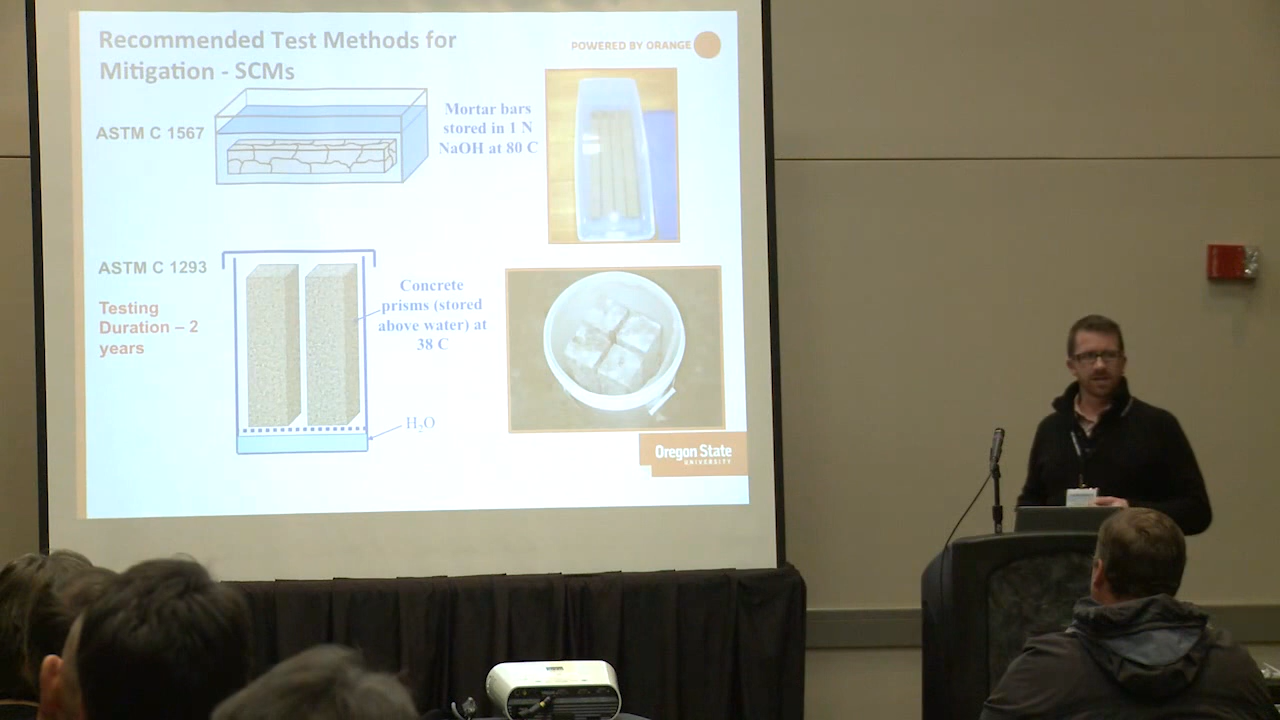 Recommended Test Methods for
Mitigation - SCMs
POWERED BY ORANGE
ASTM C 1567
Mortar bars
stored in 1 N
NaOH at 80 C
ASTM C 1293
Testing
Duration – 2
years
Concrete
prisms (stored
above water) at
38 C
H₂O
Oregon State
UNIVERSITY